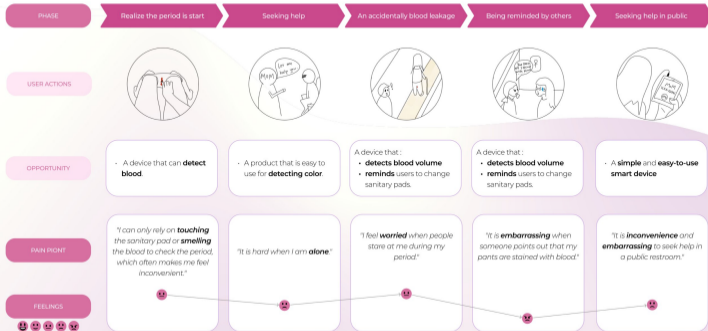 PHASE
Realize the period is start
Seeking help
An accidentally blood leakage
Being reminded by others
Seeking help in public
USER ACTIONS
MOM
OPPORTUNITY
· A device that can detect
blood.
· A product that is easy to
use for detecting color.
A device that :
• detects blood volume
• reminds users to change
sanitary pads.
A device that :
• detects blood volume
• reminds users to change
sanitary pads.
· A simple and easy-to-use
smart device
PAIN PIONT
"I can only rely on touching
the sanitary pad or smelling
the blood to check the period,
which often makes me feel
inconvenient."
"It is hard when I am alone."
"I feel worried when people
stare at me during my
period."
"It is embarrassing when
someone points out that my
pants are stained with blood."
"It is inconvenience and
embarrassing to seek help in
a public restroom."
FEELINGS